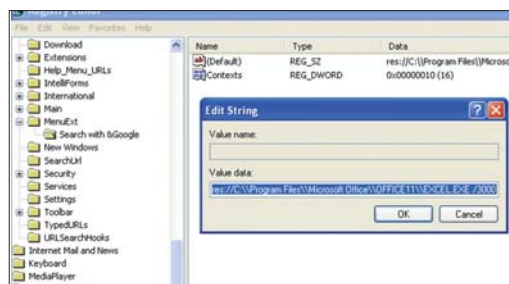 Registry Editor
File Edit View Favorites Help
Download
Extensions
Help_Menu_URLs
IntelliForms
International
Main
MenuExt
Search with &Google
New Windows
SearchUrl
Security
Services
Settings
Toolbar
TypedURLs
URLSearchHooks
Internet Mail and News
Keyboard
MediaPlayer
Name Type Data
(Default) REG_SZ res://C:\\Program Files\\Microso
Contexts REG_DWORD 0x00000010 (16)
Edit String
Value name:
Value data:
res://C:\\Program Files\\Microsoft Office\\OFFICE11\\EXCEL.EXE /3000
OK Cancel